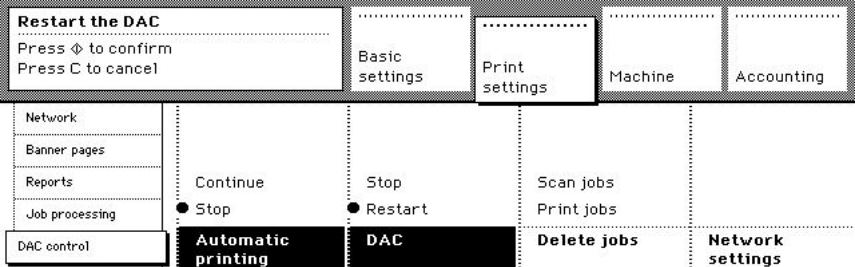 Restart the DAC
Press ⎆ to confirm
Press C to cancel
Basic
settings
Print
settings
Machine
Accounting
Network
Banner pages
Reports
Job processing
DAC control
Continue
Stop
Automatic
printing
Stop
Restart
DAC
Scan jobs
Print jobs
Delete jobs
Network
settings